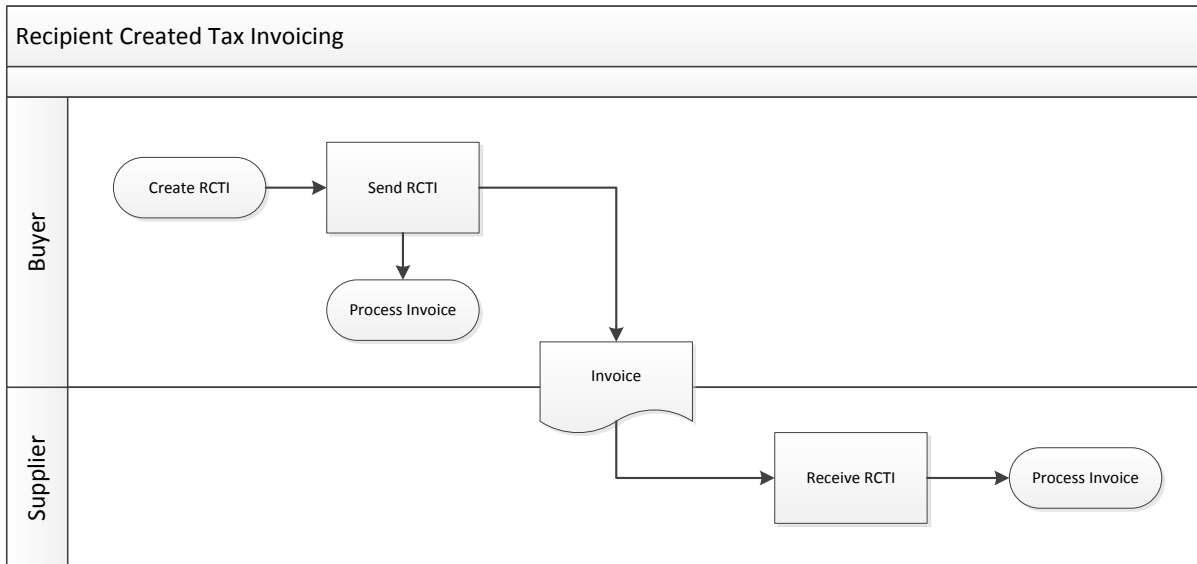 Recipient Created Tax Invoicing
Buyer
Create RCTI
Send RCTI
Process Invoice
Invoice
Supplier
Receive RCTI
Process Invoice